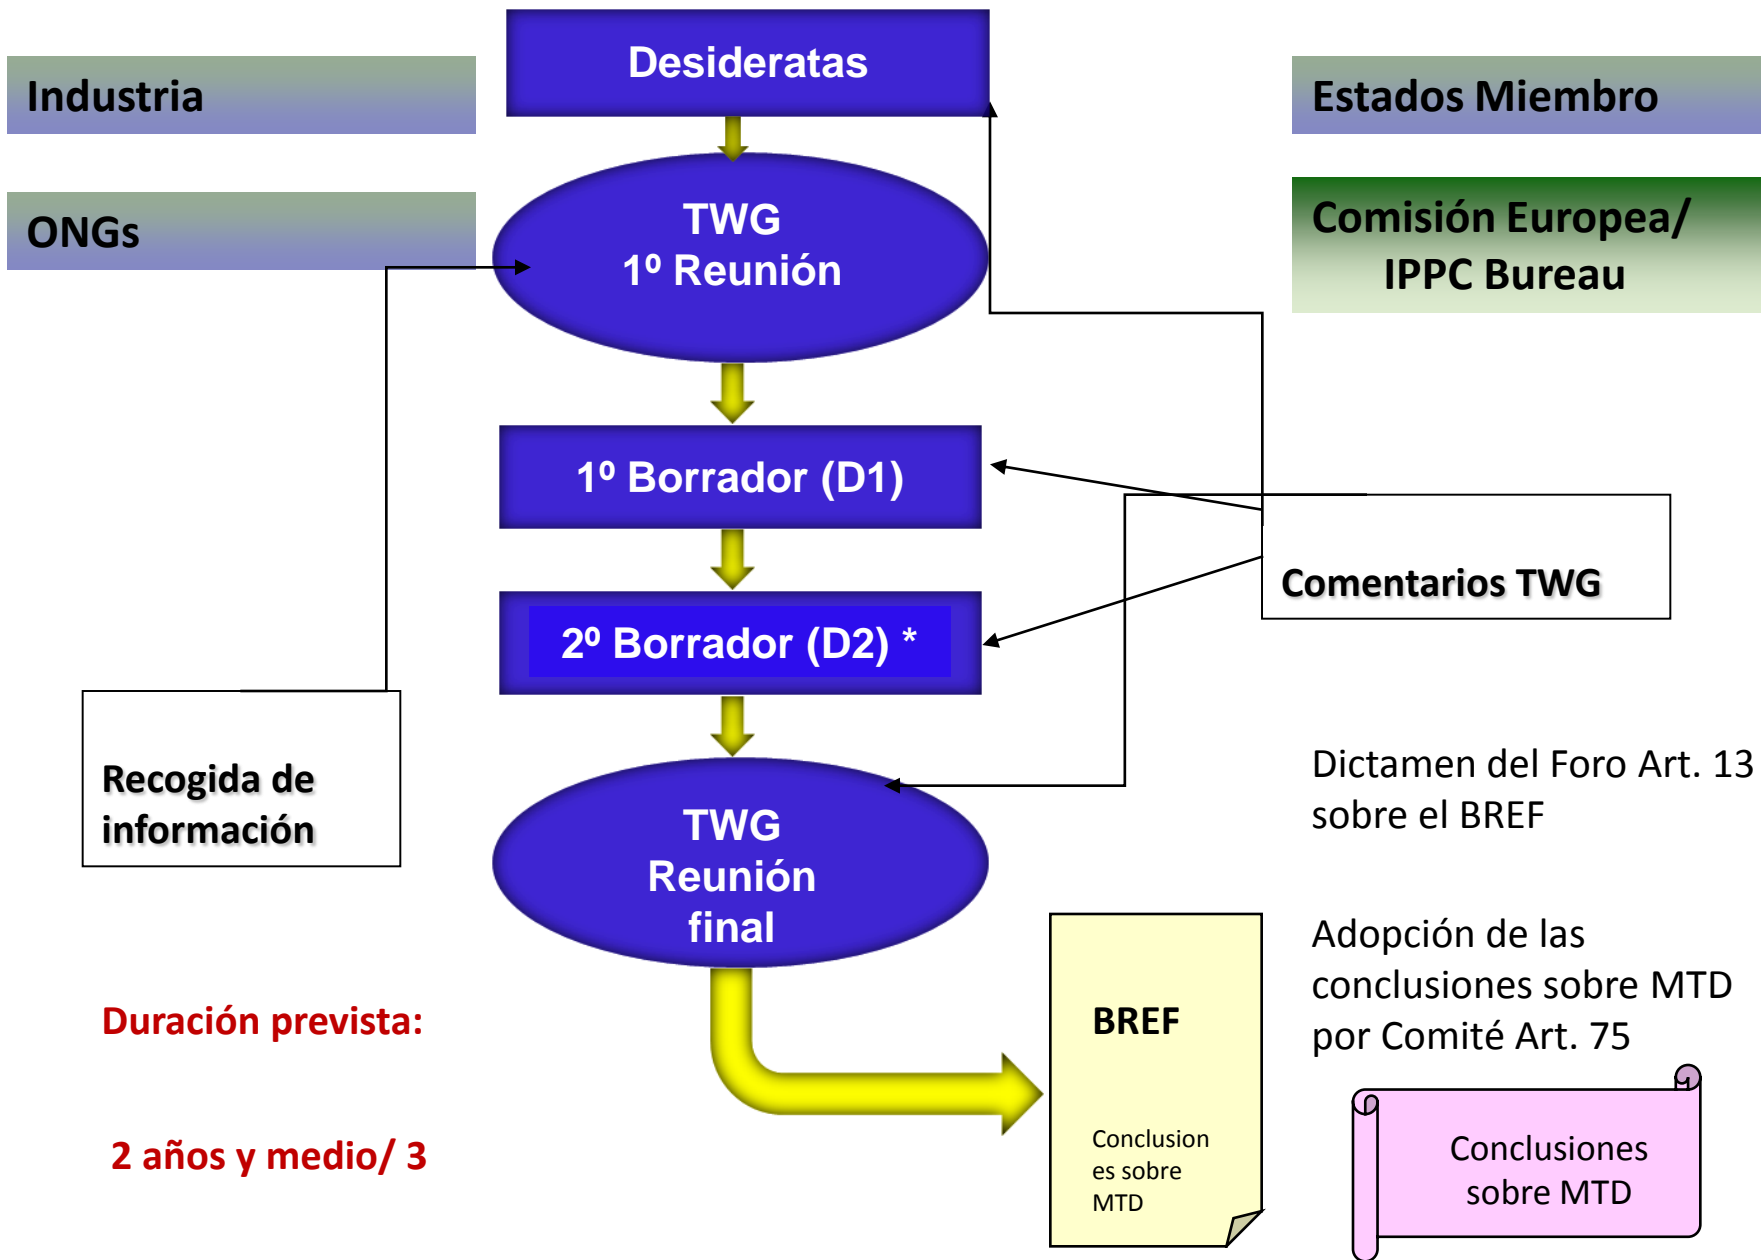 Desideratas
Industria
Estados Miembro
ONGs
TWG
1º Reunión
Comisión Europea/
IPPC Bureau
1º Borrador (D1)
Comentarios TWG
2º Borrador (D2) *
Recogida de
información
Dictamen del Foro Art. 13
sobre el BREF
TWG
Reunión
final
Adopción de las
conclusiones sobre MTD
por Comité Art. 75
Duración prevista:
2 años y medio/ 3
BREF
Conclusion
es sobre
MTD
Conclusiones
sobre MTD